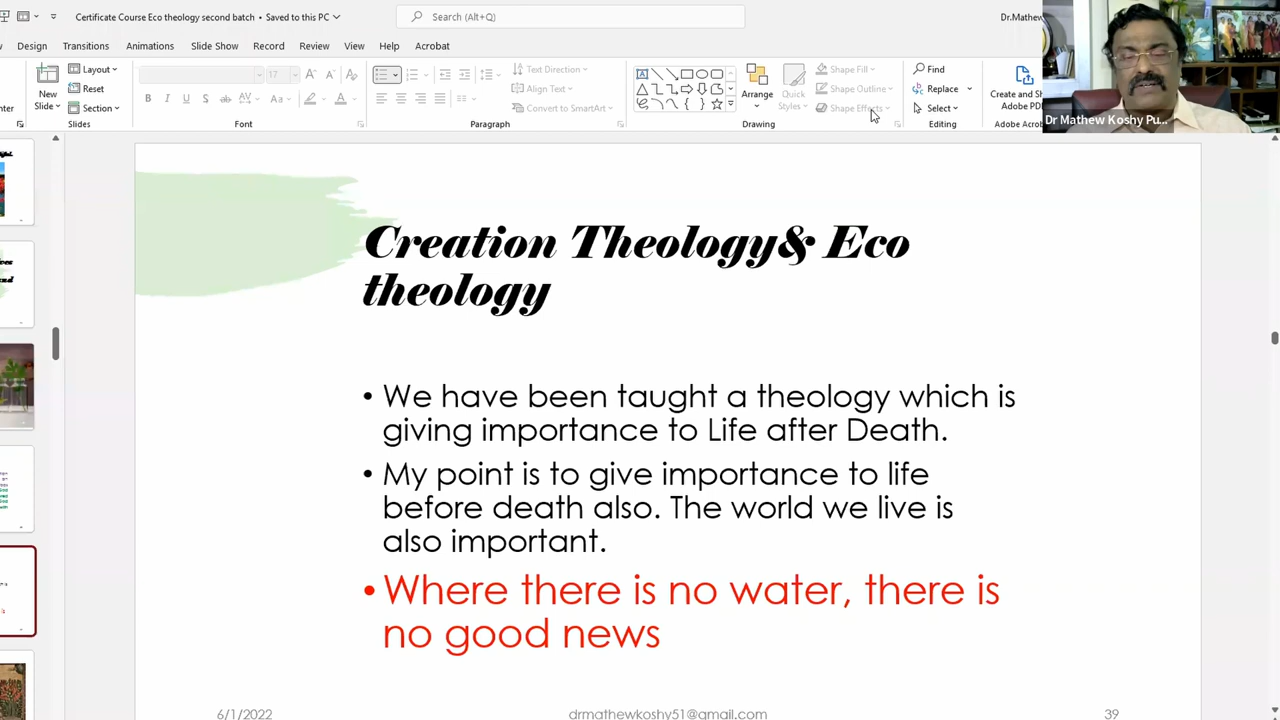 Certificate Course Eco theology second batch • Saved to this PC
Search (Alt+Q)
Dr.Mathew
Design Transitions Animations Slide Show Record Review View Help Acrobat
New Slide Layout Reset Section
Slides
17
B I U S ab Aa A
Font
Text Direction
Align Text
Convert to SmartArt
Paragraph
Arrange Quick Styles
Shape Fill
Shape Outline
Shape Effects
Drawing
Find
Replace
Select
Editing
Create and Sh
Adobe PD
Adobe Acro
Dr Mathew Koshy Pu...
Creation Theology& Eco
theology
• We have been taught a theology which is
giving importance to Life after Death.
• My point is to give importance to life
before death also. The world we live is
also important.
• Where there is no water, there is
no good news
6/1/2022 drmathewkoshy51@gmail.com 39